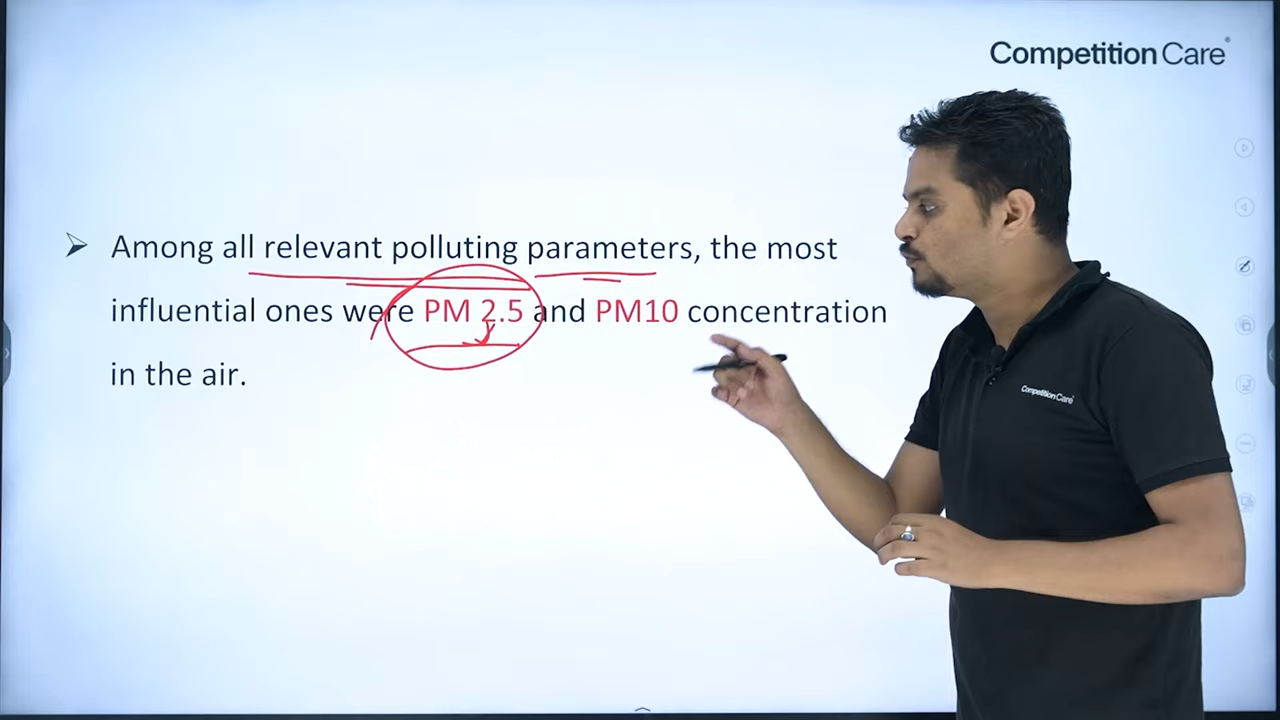 Competition Care
➢ Among all relevant polluting parameters, the most
influential ones were PM 2.5 and PM10 concentration
in the air.
Competition Care